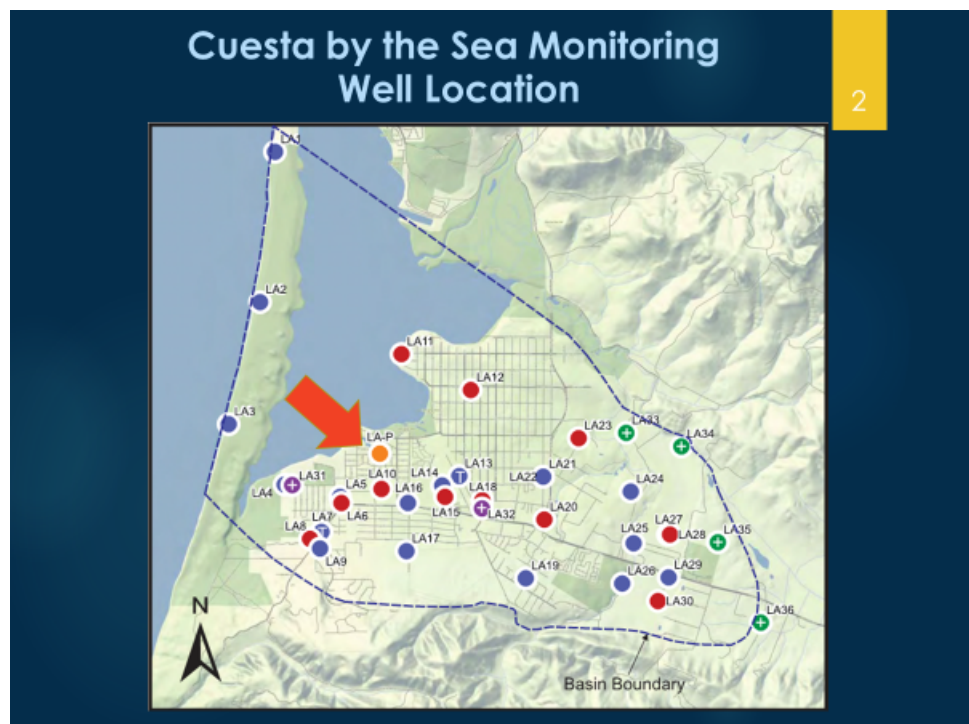 Cuesta by the Sea Monitoring
Well Location
2
LA1
LA2
LA11
LA12
LA3
LA23
LA33
LA34
LA-P
LA31
LA4
LA5
LA10
LA16
LA14
LA13
LA18
LA22
LA21
LA24
LA6
LA15
LA32
LA20
LA8
LA7
LA9
LA17
LA25
LA27
LA28
LA35
LA19
LA26
LA29
LA30
LA36
N
T
T
Basin Boundary